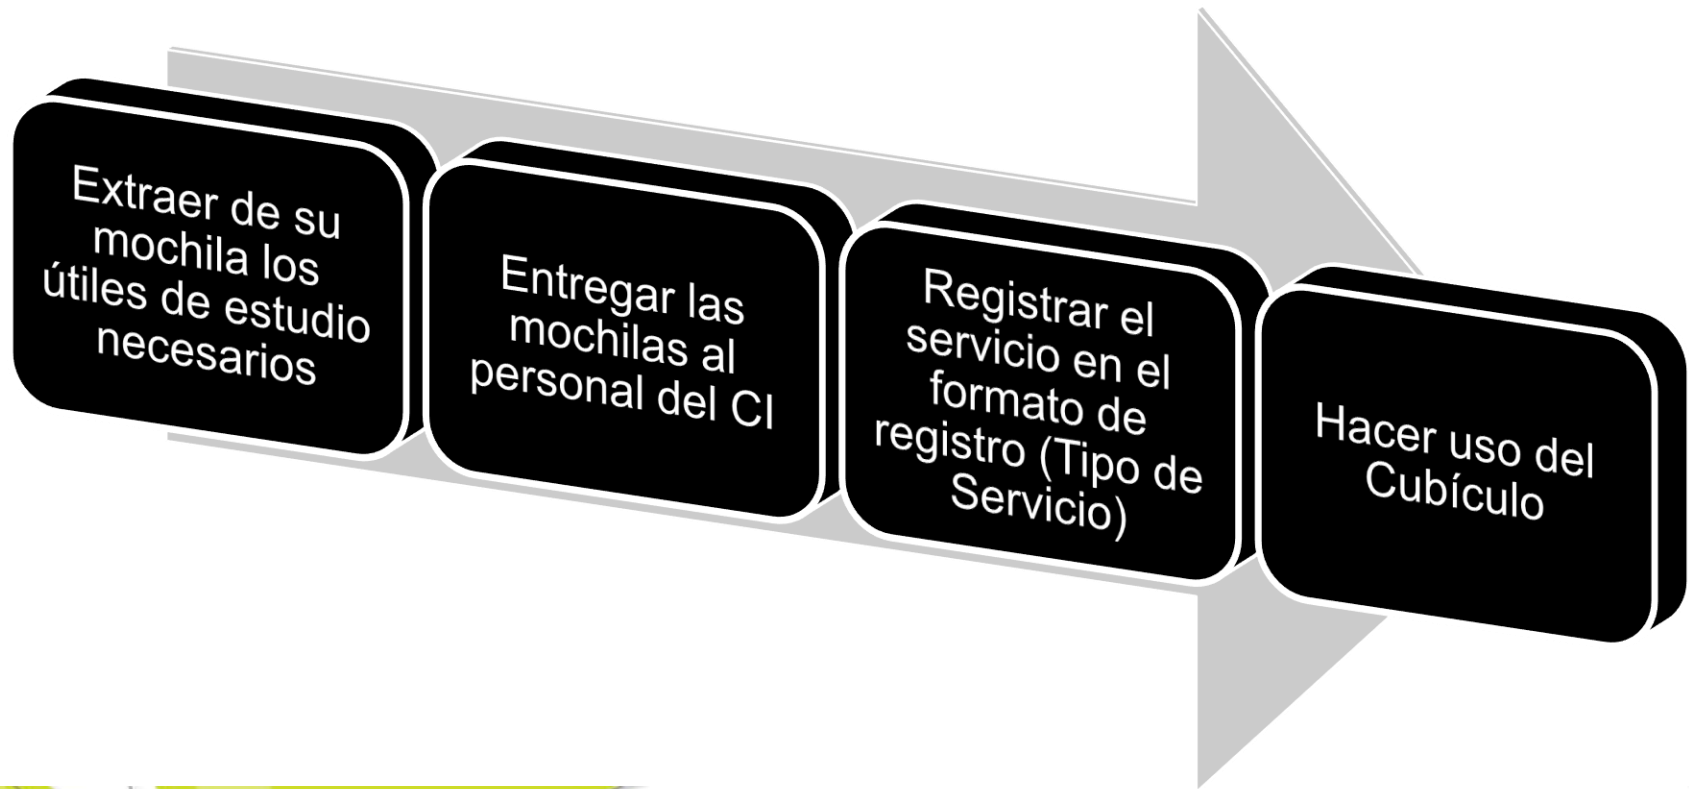 Extraer de su
mochila los
útiles de estudio
necesarios
Entregar las
mochilas al
personal del CI
Registrar el
servicio en el
formato de
registro (Tipo de
Servicio)
Hacer uso del
Cubículo